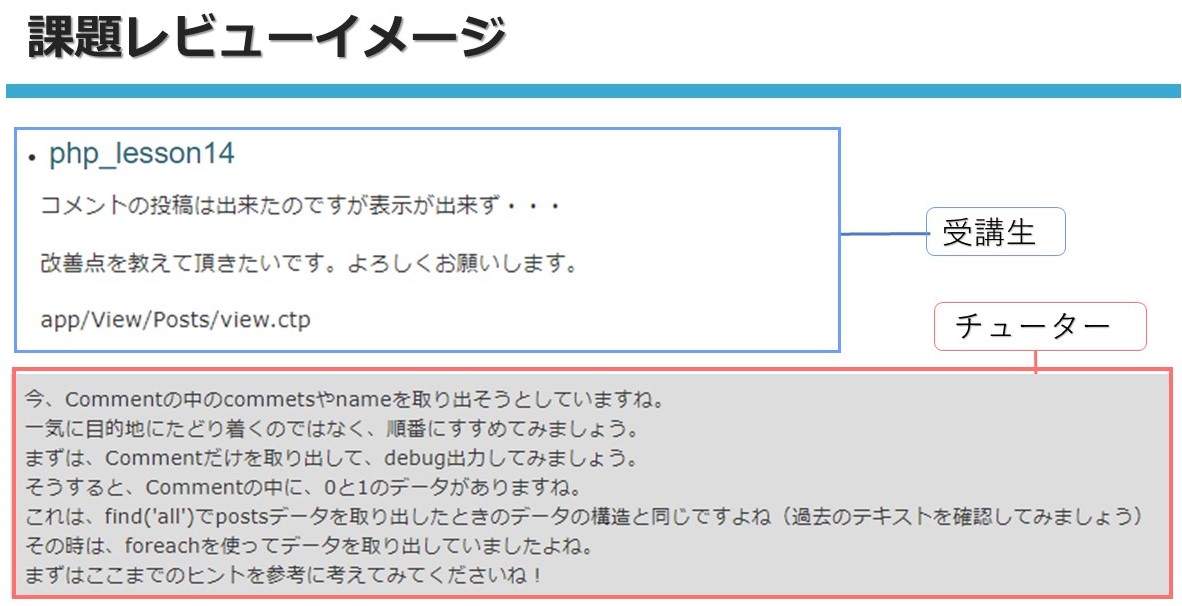 課題レビューイメージ
• php_lesson14
コメントの投稿は出来たのですが表示が出来ず・・・
改善点を教えて頂きたいです。よろしくお願いします。
app/View/Posts/view.ctp
受講生
チューター
今、Commentの中のcommetsやnameを取り出そうとしていますね。
一気に目的地にたどり着くのではなく、順番にすすめてみましょう。
まずは、Commentだけを取り出して、debug出力してみましょう。
そうすると、Commentの中に、0と1のデータがありますね。
これは、find('all')でpostsデータを取り出したときのデータの構造と同じですよね（過去のテキストを確認してみましょう）
その時は、foreachを使ってデータを取り出していましたよね。
まずはここまでのヒントを参考に考えてみてくださいね！